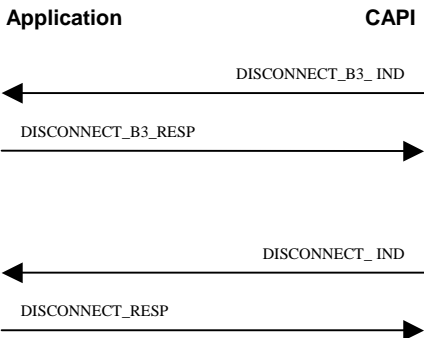 Application CAPI
DISCONNECT_B3_ IND
DISCONNECT_B3_RESP
DISCONNECT_ IND
DISCONNECT_RESP